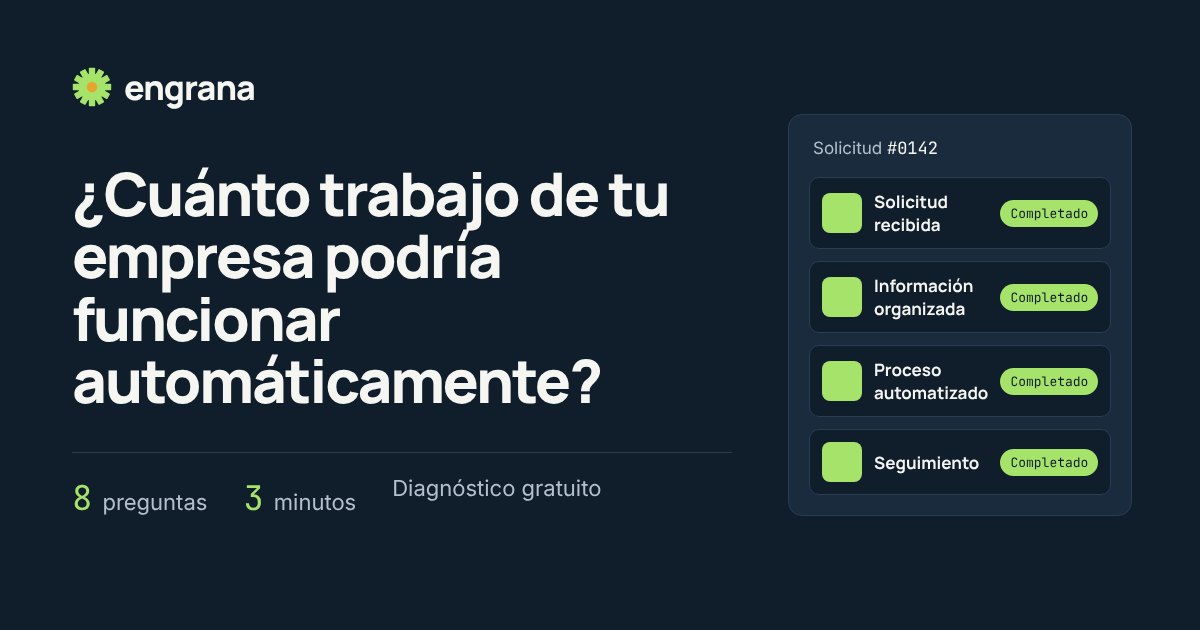 engrana
¿Cuánto trabajo de tu
empresa podría
funcionar
automáticamente?
8 preguntas
3 minutos
Diagnóstico gratuito
Solicitud #0142
Solicitud
recibida
Completado
Información
organizada
Completado
Proceso
automatizado
Completado
Seguimiento
Completado